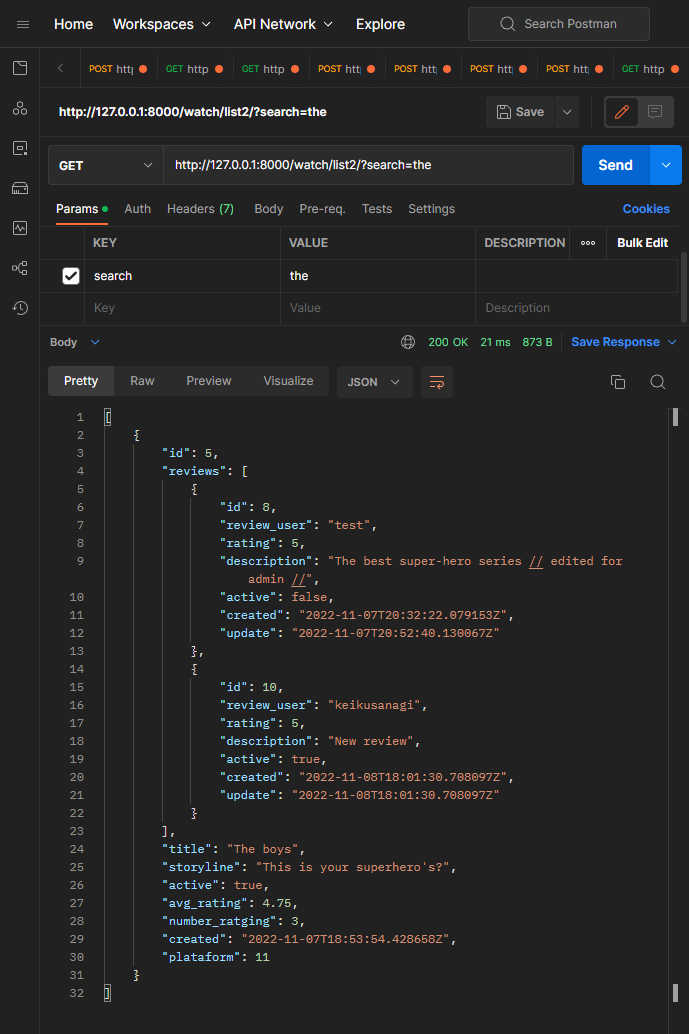 Home Workspaces API Network Explore Search Postman
POST http GET http GET http POST htt POST htt POST htt POST htt GET http
http://127.0.0.1:8000/watch/list2/?search=the Save
GET http://127.0.0.1:8000/watch/list2/?search=the Send
Params Auth Headers (7) Body Pre-req. Tests Settings Cookies
KEY VALUE DESCRIPTION ooo Bulk Edit
search the
Key Value Description
Body 200 OK 21 ms 873 B Save Response
Pretty Raw Preview Visualize JSON
1 [
2 {
3 "id": 5,
4 "reviews": [
5 {
6 "id": 8,
7 "review_user": "test",
8 "rating": 5,
9 "description": "The best super-hero series // edited for
admin //",
10 "active": false,
11 "created": "2022-11-07T20:32:22.079153Z",
12 "update": "2022-11-07T20:52:40.130067Z"
13 },
14 {
15 "id": 10,
16 "review_user": "keikusanagi",
17 "rating": 5,
18 "description": "New review",
19 "active": true,
20 "created": "2022-11-08T18:01:30.708097Z",
21 "update": "2022-11-08T18:01:30.708097Z"
22 }
23 ],
24 "title": "The boys",
25 "storyline": "This is your superhero's?",
26 "active": true,
27 "avg_rating": 4.75,
28 "number_ratging": 3,
29 "created": "2022-11-07T18:53:54.428658Z",
30 "plataform": 11
31 }
32 ]